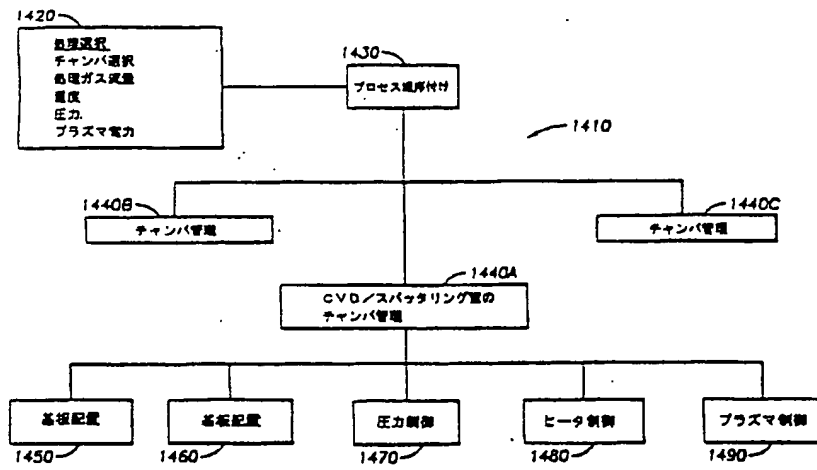 1420
処理選択
チャンバ選択
処理ガス流量
温度
圧力
プラズマ電力
1430
プロセス順序付け
1410
1440B
チャンバ管理
1440C
チャンバ管理
1440A
CVD/スパッタリング室の
チャンバ管理
基板配置
基板配置
圧力制御
ヒータ制御
プラズマ制御
1450
1460
1470
1480
1490